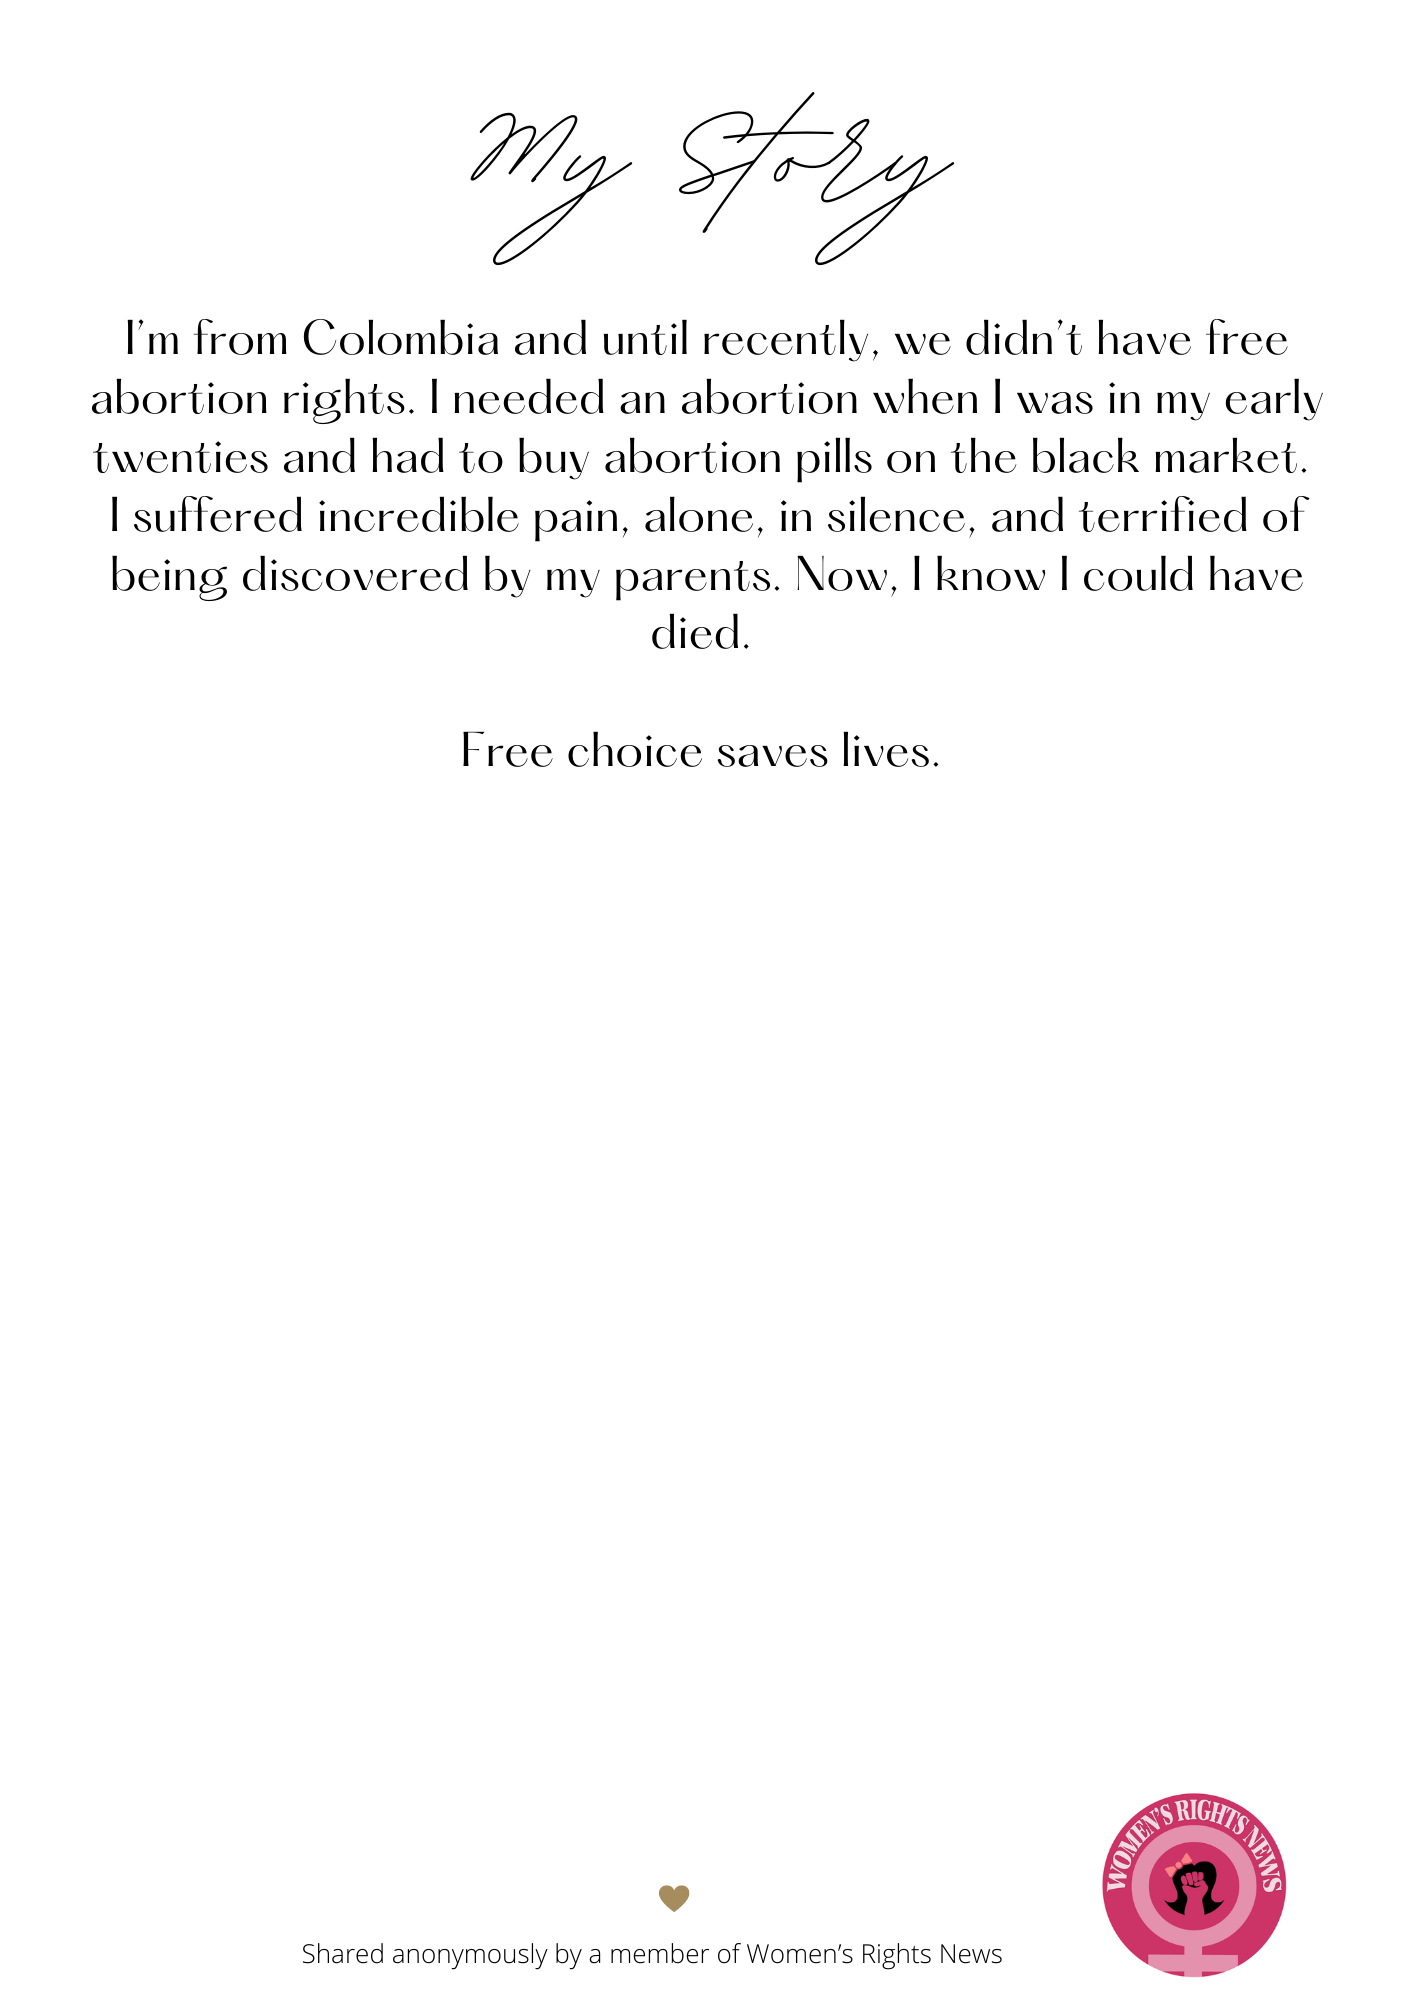 My Story
I'm from Colombia and until recently, we didn't have free
abortion rights. I needed an abortion when I was in my early
twenties and had to buy abortion pills on the black market.
I suffered incredible pain, alone, in silence, and terrified of
being discovered by my parents. Now, I know I could have
died.
Free choice saves lives.
WOMEN'S RIGHTS NEWS
Shared anonymously by a member of Women's Rights News